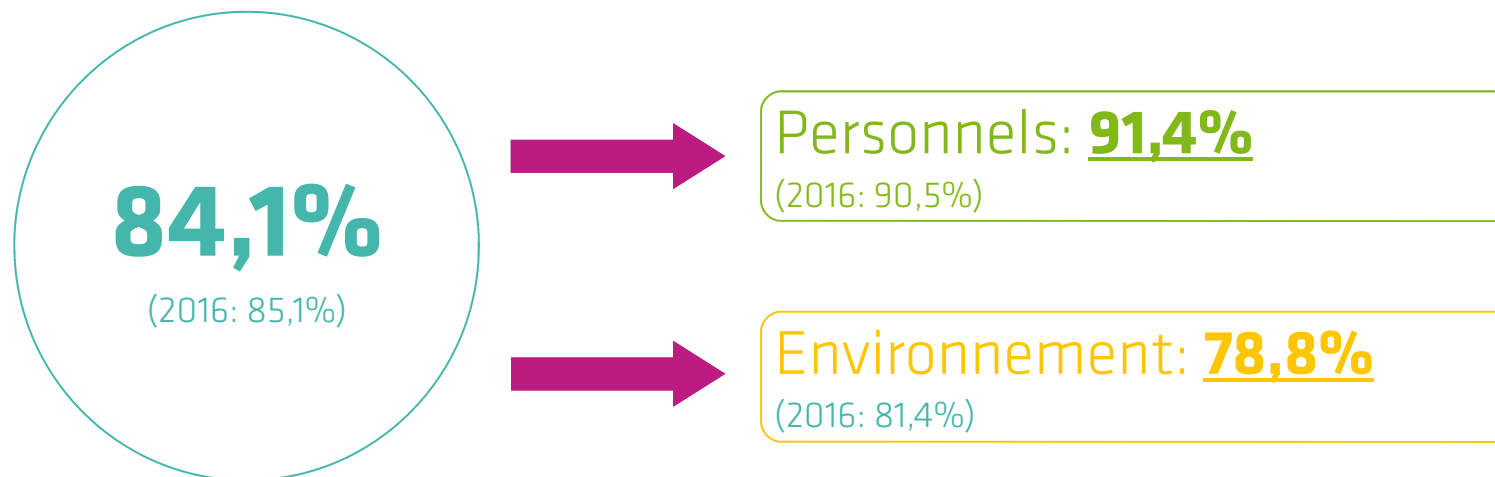 84,1%
(2016: 85,1%)
Personnels: 91,4%
(2016: 90,5%)
Environnement: 78,8%
(2016: 81,4%)